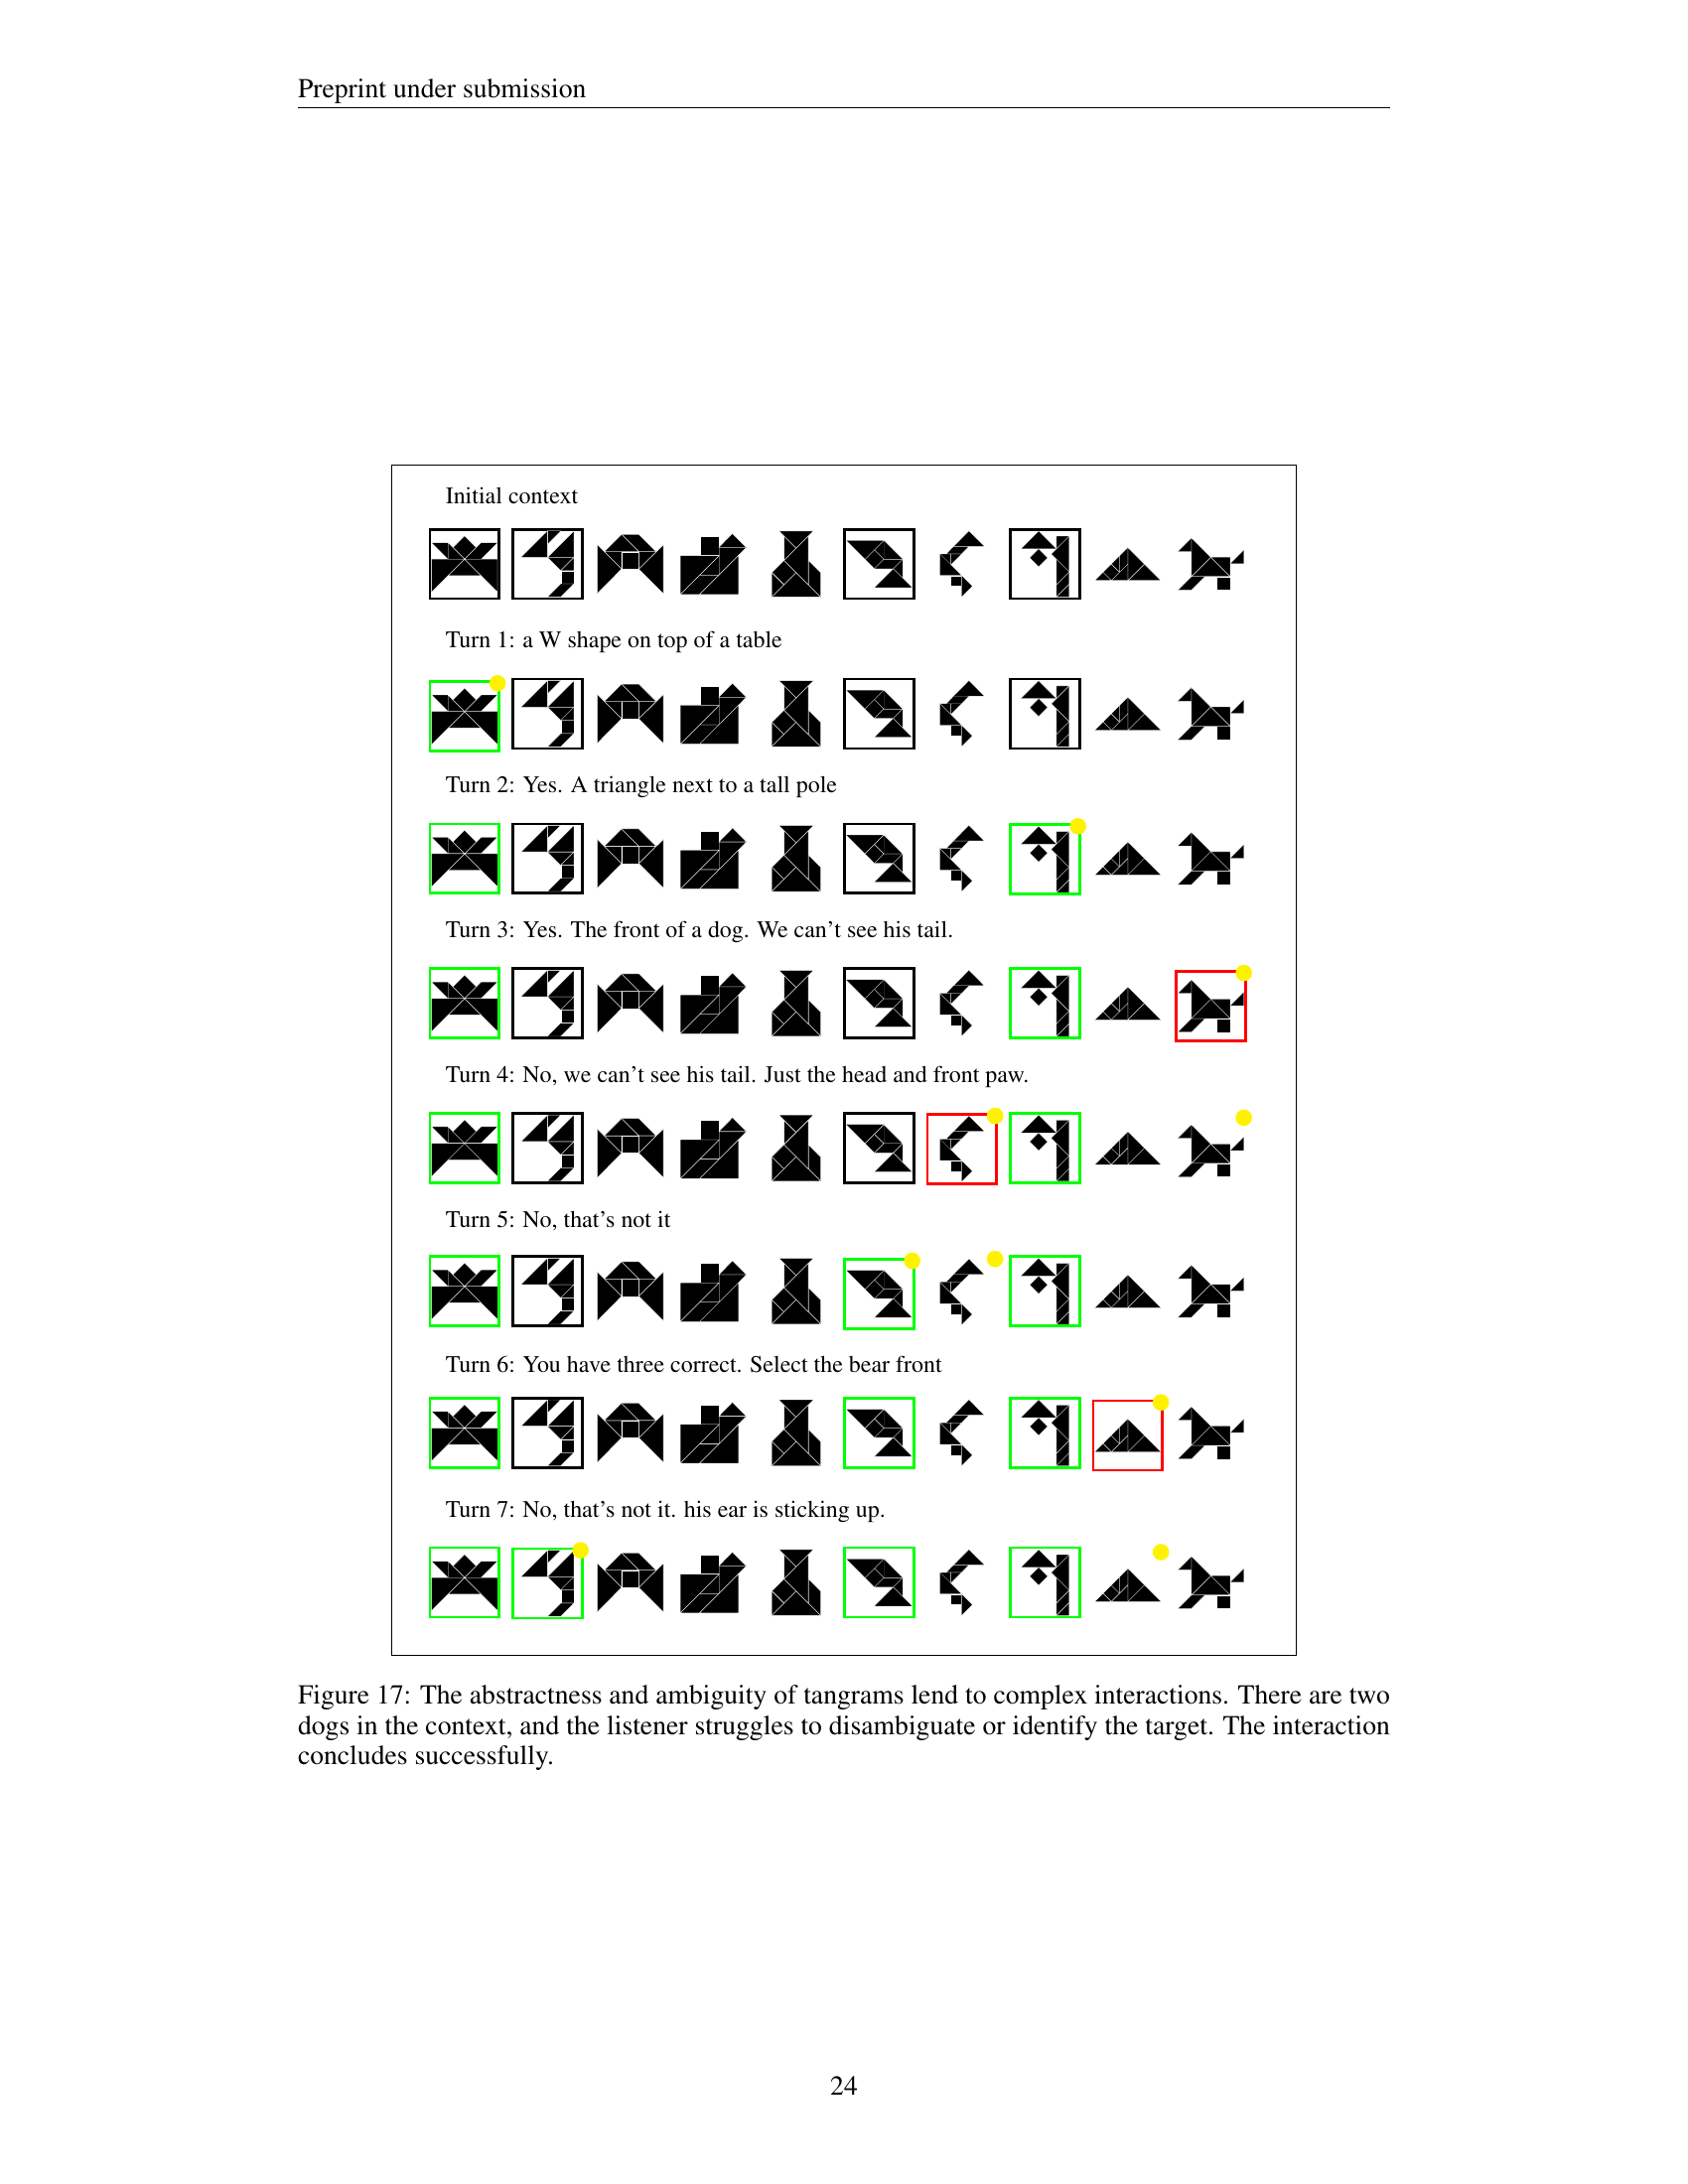 Preprint under submission
Initial context
Turn 1: a W shape on top of a table
Turn 2: Yes. A triangle next to a tall pole
Turn 3: Yes. The front of a dog. We can't see his tail.
Turn 4: No, we can't see his tail. Just the head and front paw.
Turn 5: No, that's not it
Turn 6: You have three correct. Select the bear front
Turn 7: No, that's not it. his ear is sticking up.
Figure 17: The abstractness and ambiguity of tangrams lend to complex interactions. There are two
dogs in the context, and the listener struggles to disambiguate or identify the target. The interaction
concludes successfully.
24